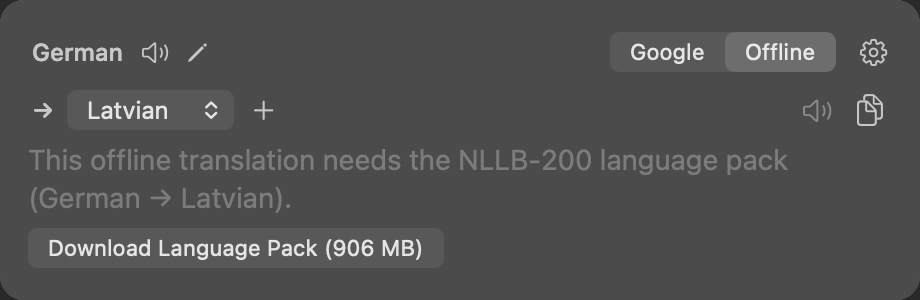 German
Google Offline
→ Latvian
This offline translation needs the NLLB-200 language pack
(German → Latvian).
Download Language Pack (906 MB)